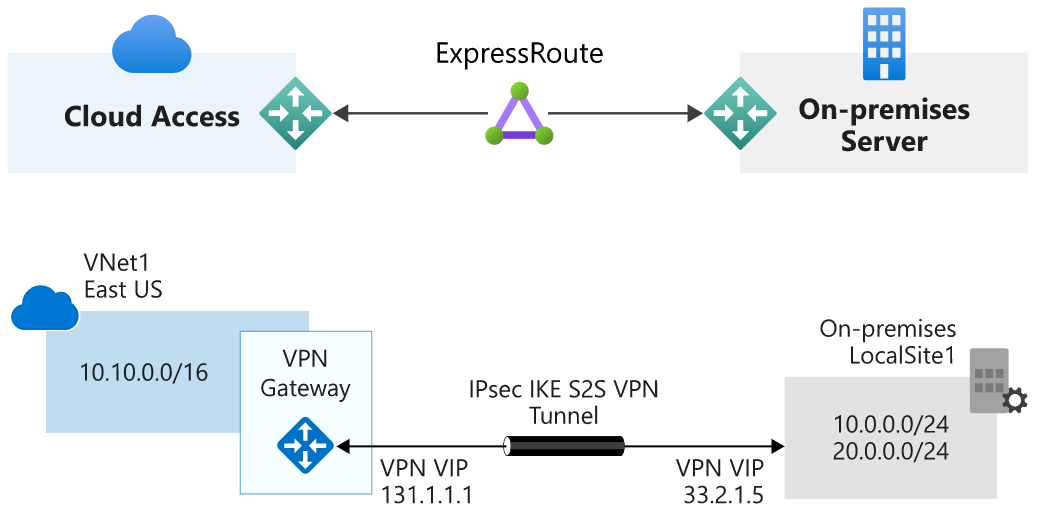 ExpressRoute
Cloud Access
On-premises
Server
VNet1
East US
10.10.0.0/16
VPN
Gateway
IPsec IKE S2S VPN
Tunnel
VPN VIP
131.1.1.1
VPN VIP
33.2.1.5
On-premises
LocalSite1
10.0.0.0/24
20.0.0.0/24